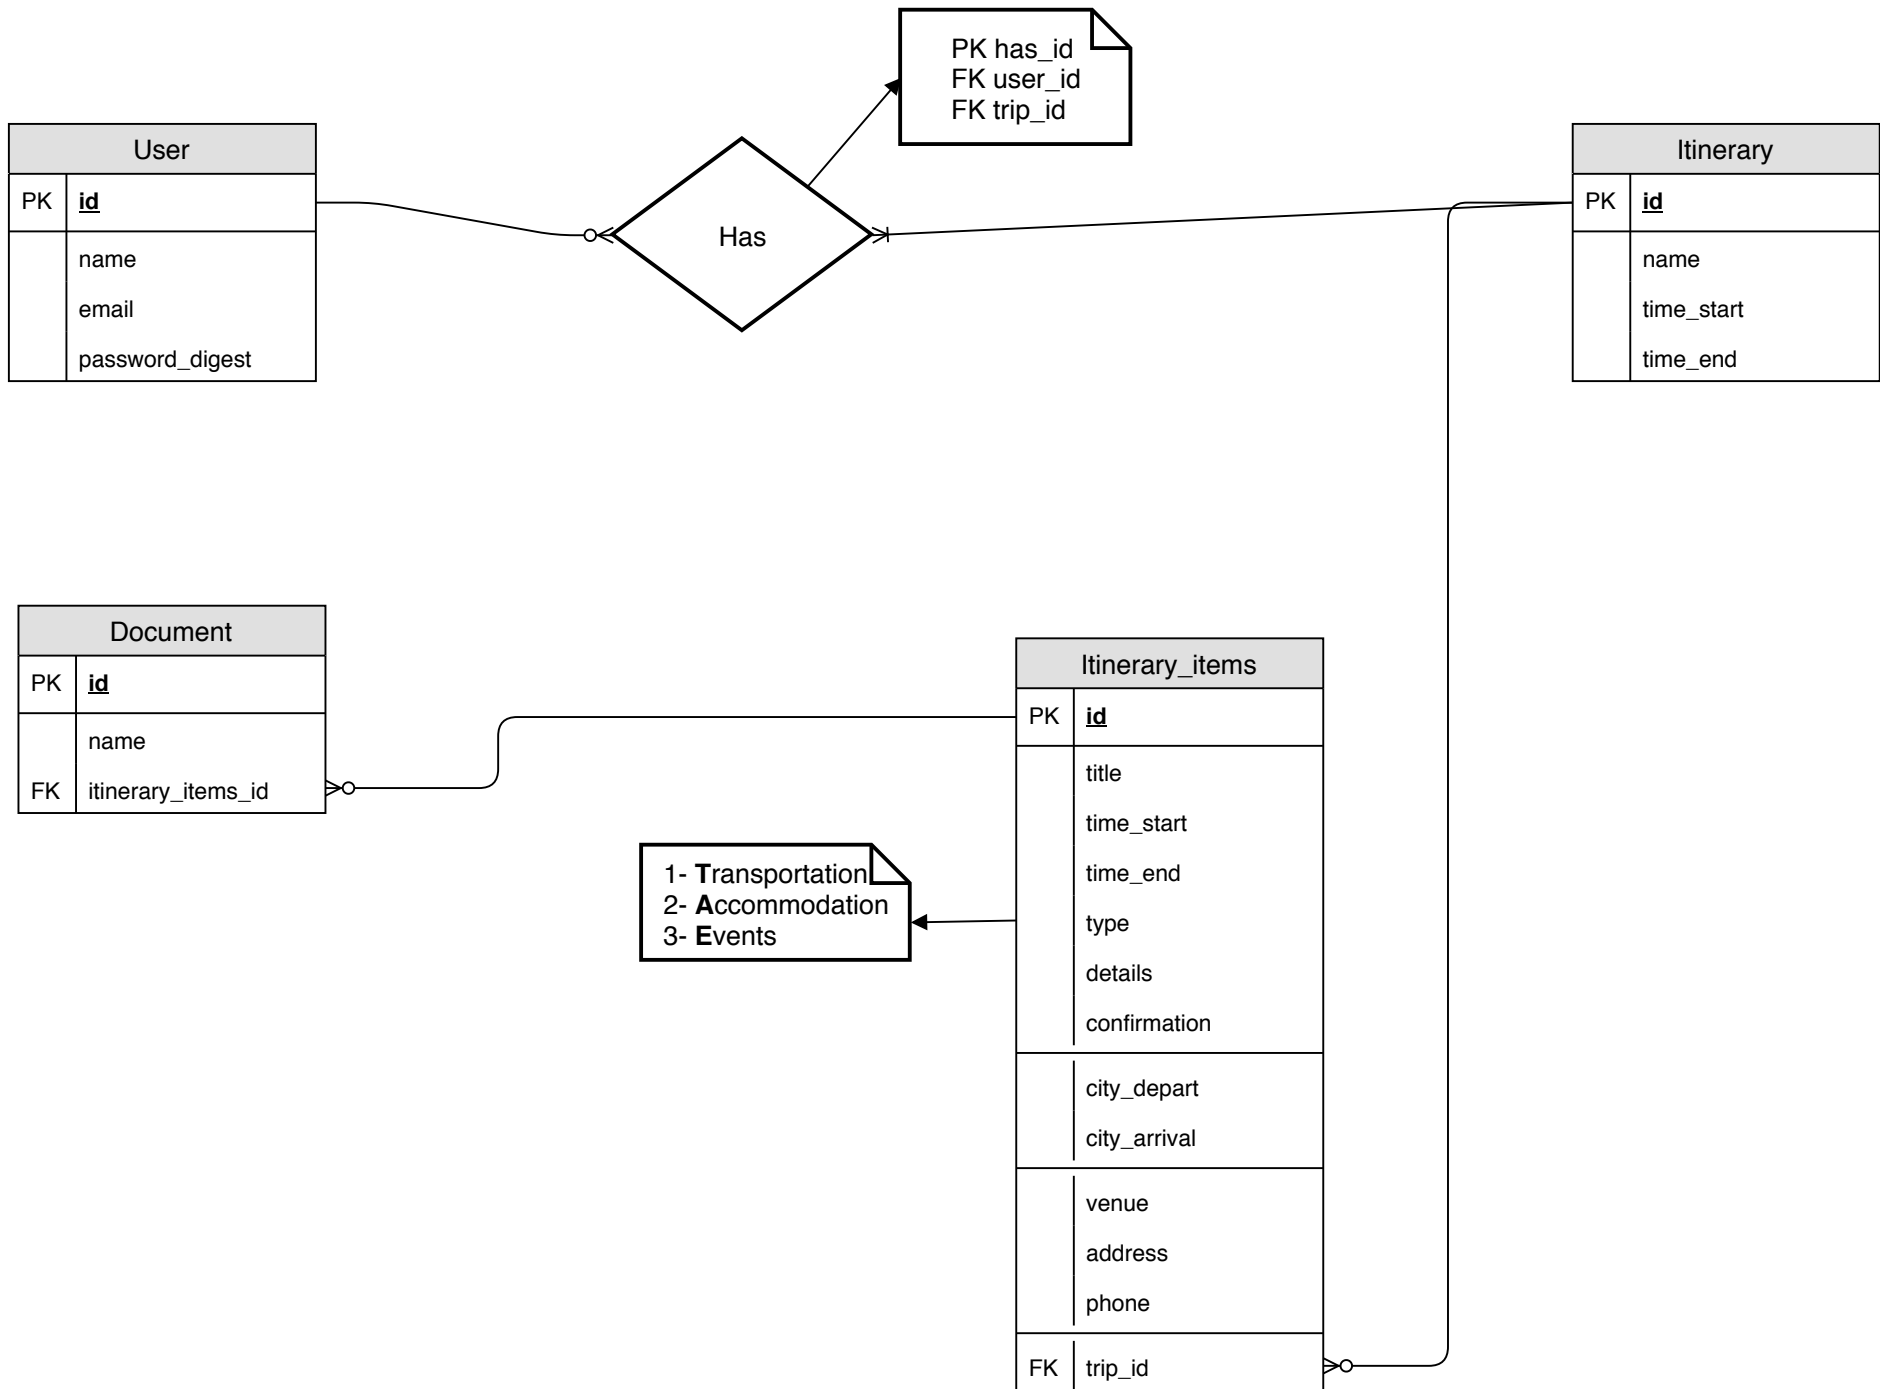 PK has_id
FK user_id
FK trip_id
User
PK id
name
email
password_digest
Has
Itinerary
PK id
name
time_start
time_end
Document
PK id
name
FK itinerary_items_id
Itinerary_items
PK id
title
time_start
time_end
type
details
confirmation
city_depart
city_arrival
venue
address
phone
FK trip_id
1- Transportation
2- Accommodation
3- Events